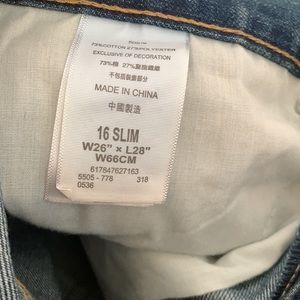 73%COTTON 27%POLYESTER
EXCLUSIVE OF DECORATION
73%棉 27%聚酯纖維
不包括裝飾部分
MADE IN CHINA
中國製造
16 SLIM
W26" x L28"
W66CM
617847627163
5505 - 778 318
0536